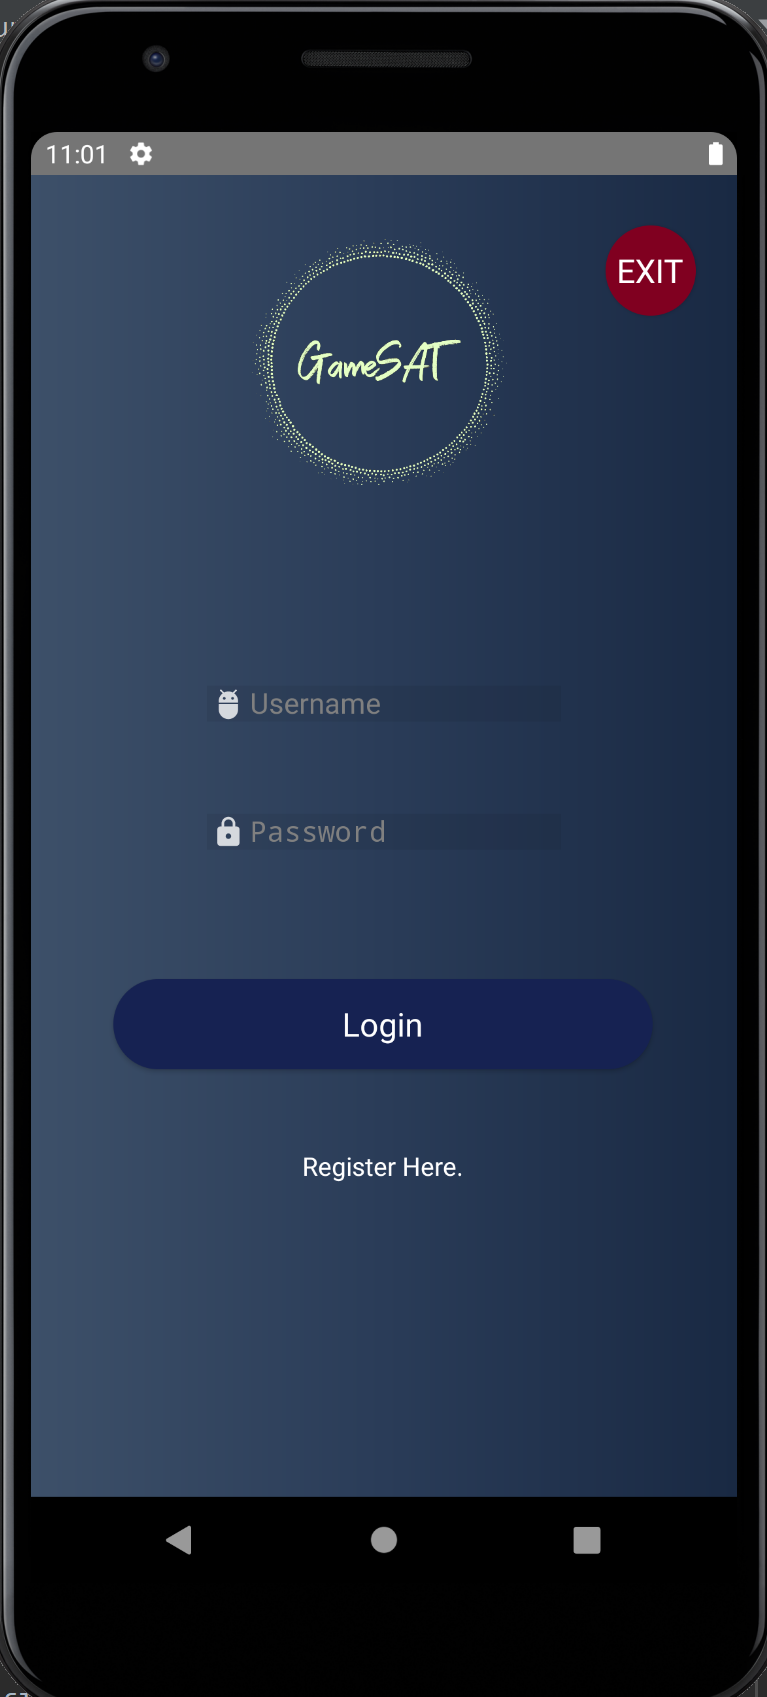 11:01
EXIT
GameSAT
Username
Password
Login
Register Here.